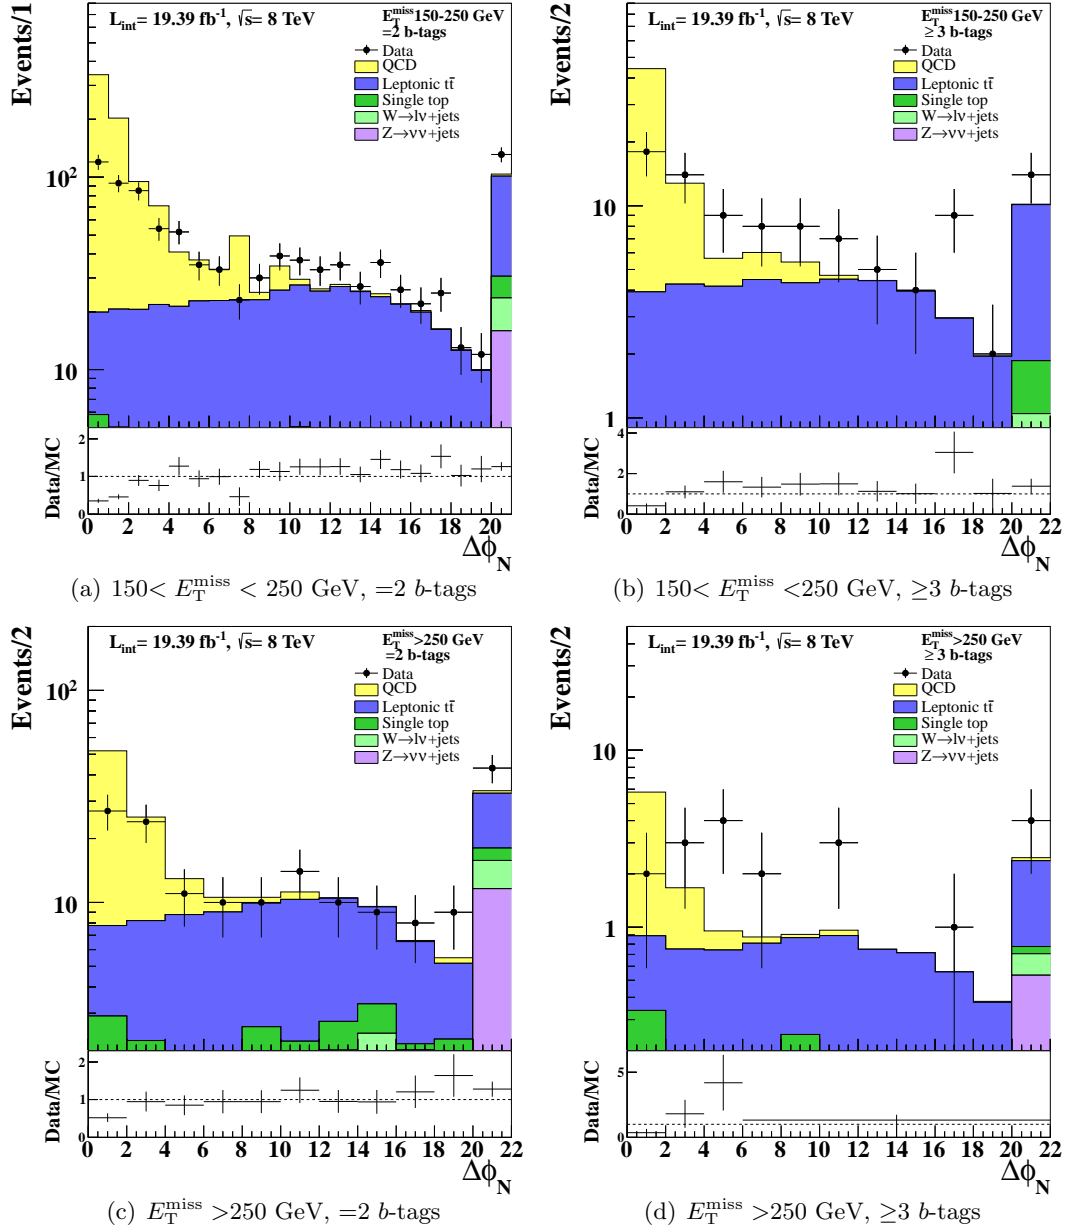 Events/1
L_int = 19.39 fb⁻¹, √s= 8 TeV
E_T^miss 150-250 GeV
=2 b-tags
Data
QCD
Leptonic tt̄
Single top
W→lν+jets
Z→νν+jets
10²
10
Data/MC
2
1
0
0 2 4 6 8 10 12 14 16 18 20
Δϕ_N
(a) 150< E_T^miss < 250 GeV, =2 b-tags
Events/2
L_int = 19.39 fb⁻¹, √s= 8 TeV
E_T^miss 150-250 GeV
≥3 b-tags
Data
QCD
Leptonic tt̄
Single top
W→lν+jets
Z→νν+jets
10
1
Data/MC
4
2
0
0 2 4 6 8 10 12 14 16 18 20 22
Δϕ_N
(b) 150< E_T^miss <250 GeV, ≥3 b-tags
Events/2
L_int = 19.39 fb⁻¹, √s= 8 TeV
E_T^miss>250 GeV
=2 b-tags
Data
QCD
Leptonic tt̄
Single top
W→lν+jets
Z→νν+jets
10²
10
Data/MC
2
1
0
0 2 4 6 8 10 12 14 16 18 20 22
Δϕ_N
(c) E_T^miss >250 GeV, =2 b-tags
Events/2
L_int = 19.39 fb⁻¹, √s= 8 TeV
E_T^miss>250 GeV
≥3 b-tags
Data
QCD
Leptonic tt̄
Single top
W→lν+jets
Z→νν+jets
10
1
Data/MC
5
0 2 4 6 8 10 12 14 16 18 20 22
Δϕ_N
(d) E_T^miss >250 GeV, ≥3 b-tags